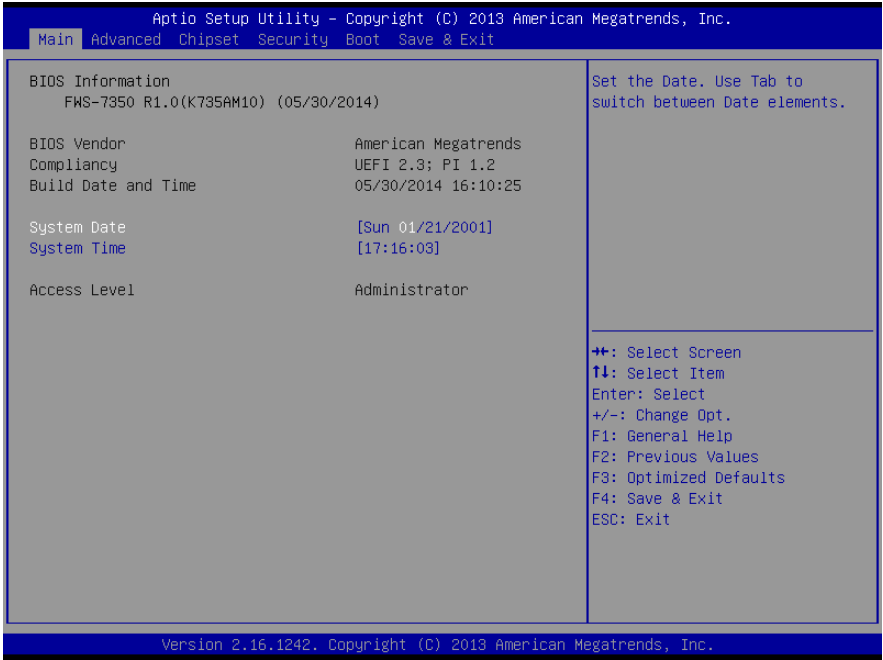 Aptio Setup Utility – Copyright (C) 2013 American Megatrends, Inc.
Main Advanced Chipset Security Boot Save & Exit
BIOS Information
FWS-7350 R1.0(K735AM10) (05/30/2014)
BIOS Vendor American Megatrends
Compliancy UEFI 2.3; PI 1.2
Build Date and Time 05/30/2014 16:10:25
System Date [Sun 01/21/2001]
System Time [17:16:03]
Access Level Administrator
Set the Date. Use Tab to
switch between Date elements.
→←: Select Screen
↑↓: Select Item
Enter: Select
+/-: Change Opt.
F1: General Help
F2: Previous Values
F3: Optimized Defaults
F4: Save & Exit
ESC: Exit
Version 2.16.1242. Copyright (C) 2013 American Megatrends, Inc.